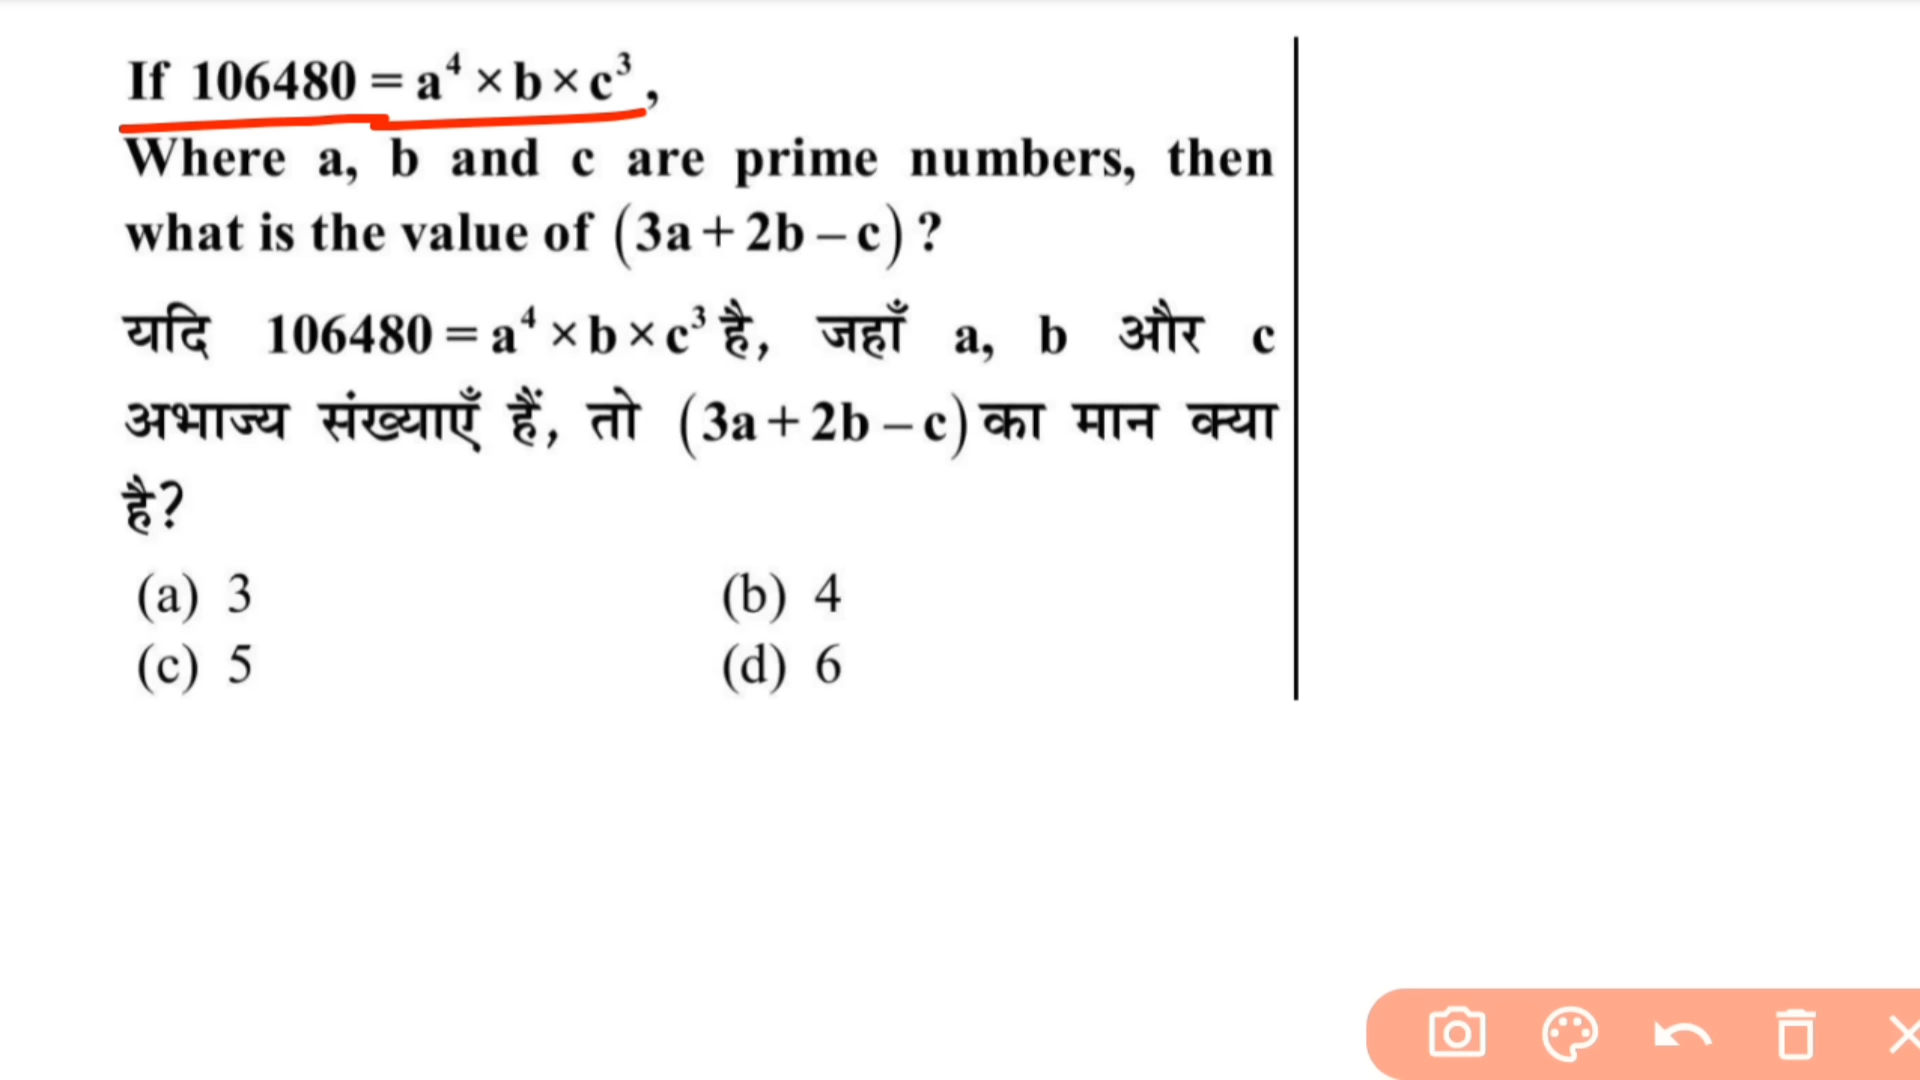 If 106480 = a⁴ × b × c³,
Where a, b and c are prime numbers, then
what is the value of (3a + 2b – c) ?
यदि 106480 = a⁴ × b × c³ है, जहाँ a, b और c
अभाज्य संख्याएँ हैं, तो (3a + 2b – c) का मान क्या
है?
(a) 3 (b) 4
(c) 5 (d) 6